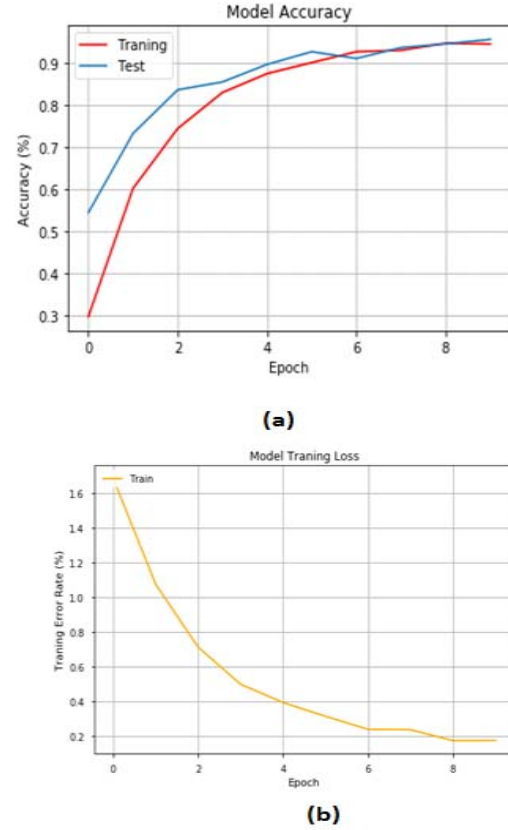 Model Accuracy
Traning
Test
Accuracy (%)
0.9
0.8
0.7
0.6
0.5
0.4
0.3
0 2 4 6 8
Epoch
(a)
Model Traning Loss
Train
Traning Error Rate (%)
1.6
1.4
1.2
1.0
0.8
0.6
0.4
0.2
0 2 4 6 8
Epoch
(b)